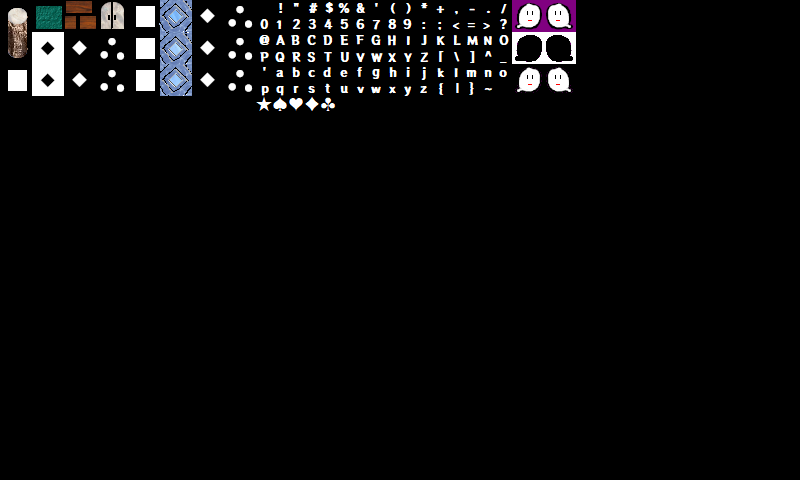 ! " # $ % & ' ( ) * + , - . /
0 1 2 3 4 5 6 7 8 9 : ; < = > ?
@ A B C D E F G H I J K L M N O
P Q R S T U V W X Y Z [ \ ] ^ _
' a b c d e f g h i j k l m n o
p q r s t u v w x y z { | } ~
★ ♠ ♥ ♦ ♣